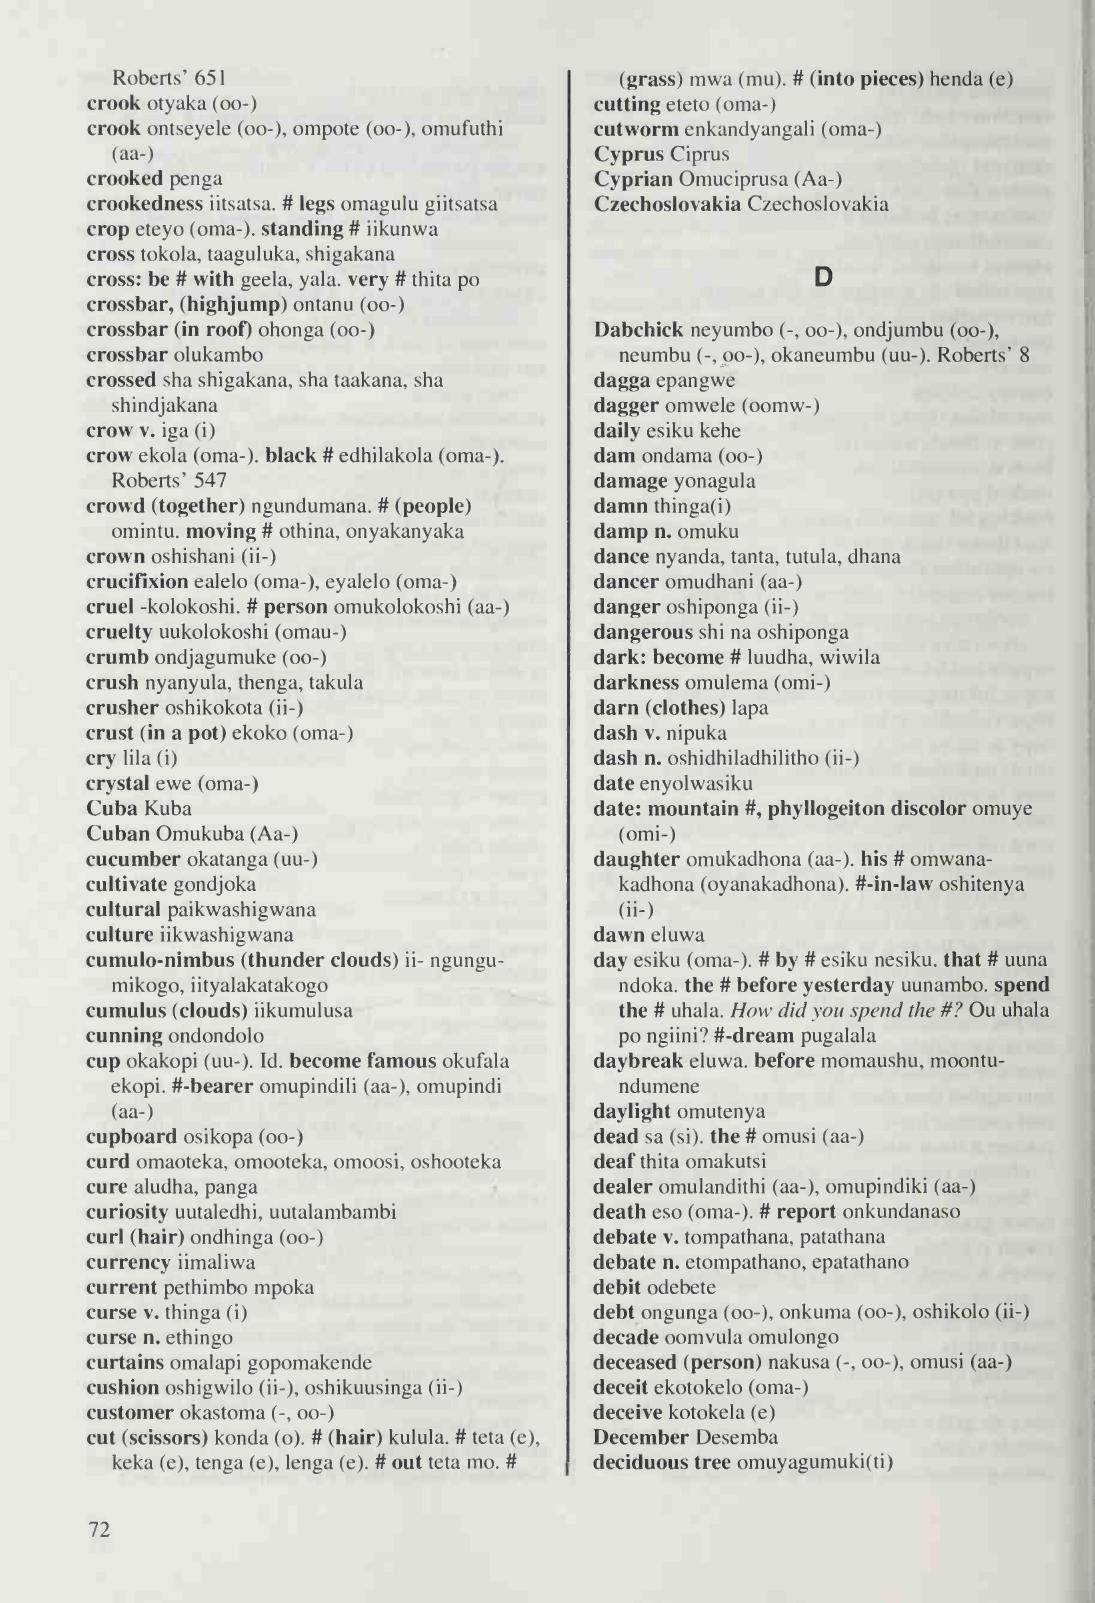 Roberts' 651
crook otyaka (oo-)
crook ontseyele (oo-), ompote (oo-), omufuthi
(aa-)
crooked penga
crookedness iitsatsa. # legs omagulu giitsatsa
crop eteyo (oma-). standing # iikunwa
cross tokola, taaguluka, shigakana
cross: be # with geela, yala. very # thita po
crossbar, (highjump) ontanu (oo-)
crossbar (in roof) ohonga (oo-)
crossbar olukambo
crossed sha shigakana, sha taakana, sha
shindjakana
crow v. iga (i)
crow ekola (oma-). black # edhilakola (oma-).
Roberts' 547
crowd (together) ngundumana. # (people)
omintu. moving # othina, onyakanyaka
crown oshishani (ii-)
crucifixion ealelo (oma-), eyalelo (oma-)
cruel -kolokoshi. # person omukolokoshi (aa-)
cruelty uukolokoshi (omau-)
crumb ondjagumuke (oo-)
crush nyanyula, thenga, takula
crusher oshikokota (ii-)
crust (in a pot) ekoko (oma-)
cry lila (i)
crystal ewe (oma-)
Cuba Kuba
Cuban Omukuba (Aa-)
cucumber okatanga (uu-)
cultivate gondjoka
cultural paikwashigwana
culture iikwashigwana
cumulo-nimbus (thunder clouds) ii- ngungu-
mikogo, iityalakatakogo
cumulus (clouds) iikumulusa
cunning ondondolo
cup okakopi (uu-). Id. become famous okufala
ekopi. #-bearer omupindili (aa-), omupindi
(aa-)
cupboard osikopa (oo-)
curd omaoteka, omooteka, omoosi, oshooteka
cure aludha, panga
curiosity uutaledhi, uutalambambi
curl (hair) ondhinga (oo-)
currency iimaliwa
current pethimbo mpoka
curse v. thinga (i)
curse n. ethingo
curtains omalapi gopomakende
cushion oshigwilo (ii-), oshikuusinga (ii-)
customer okastoma (-, oo-)
cut (scissors) konda (o). # (hair) kulula. # teta (e),
keka (e), tenga (e), lenga (e). # out teta mo. #
(grass) mwa (mu). # (into pieces) henda (e)
cutting eteto (oma-)
cutworm enkandyangali (oma-)
Cyprus Ciprus
Cyprian Omuciprusa (Aa-)
Czechoslovakia Czechoslovakia
D
Dabchick neyumbo (-, oo-), ondjumbu (oo-),
neumbu (-, oo-), okaneumbu (uu-). Roberts' 8
dagga epangwe
dagger omwele (oomw-)
daily esiku kehe
dam ondama (oo-)
damage yonagula
damn thinga(i)
damp n. omuku
dance nyanda, tanta, tutula, dhana
dancer omudhani (aa-)
danger oshiponga (ii-)
dangerous shi na oshiponga
dark: become # luudha, wiwila
darkness omulema (omi-)
darn (clothes) lapa
dash v. nipuka
dash n. oshidhiladhilitho (ii-)
date enyolwasiku
date: mountain #, phyllogeiton discolor omuye
(omi-)
daughter omukadhona (aa-). his # omwana-
kadhona (oyanakadhona). #-in-law oshitenya
(ii-)
dawn eluwa
day esiku (oma-). # by # esiku nesiku. that # uuna
ndoka. the # before yesterday uunambo. spend
the # uhala. How did you spend the #? Ou uhala
po ngiini? #-dream pugalala
daybreak eluwa. before momaushu, moontu-
ndumene
daylight omutenya
dead sa (si). the # omusi (aa-)
deaf thita omakutsi
dealer omulandithi (aa-), omupindiki (aa-)
death eso (oma-). # report onkundanaso
debate v. tompathana, patathana
debate n. etompathano, epatathano
debit odebete
debt ongunga (oo-), onkuma (oo-), oshikolo (ii-)
decade oomvula omulongo
deceased (person) nakusa (-, oo-), omusi (aa-)
deceit ekotokelo (oma-)
deceive kotokela (e)
December Desemba
deciduous tree omuyagumuki(ti)
72